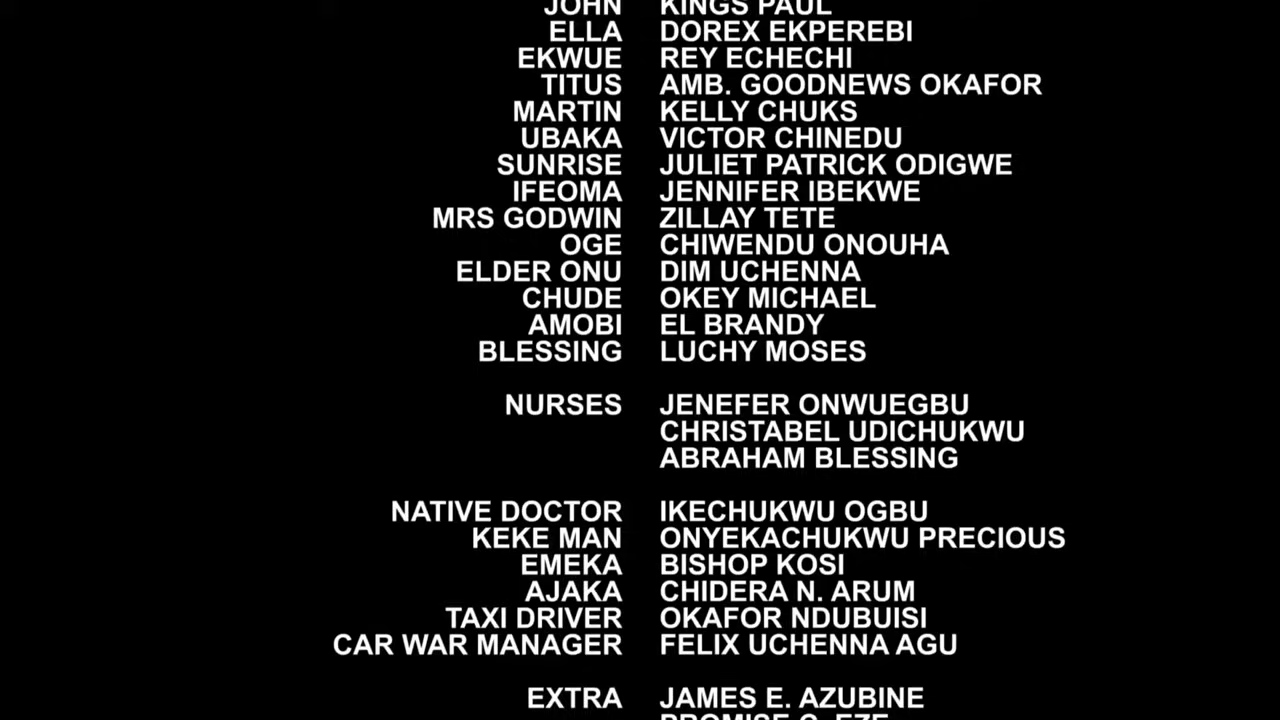 JOHN KINGS PAUL
ELLA DOREX EKPEREBI
EKWUE REY ECHECHI
TITUS AMB. GOODNEWS OKAFOR
MARTIN KELLY CHUKS
UBAKA VICTOR CHINEDU
SUNRISE JULIET PATRICK ODIGWE
IFEOMA JENNIFER IBEKWE
MRS GODWIN ZILLAY TETE
OGE CHIWENDU ONOUHA
ELDER ONU DIM UCHENNA
CHUDE OKEY MICHAEL
AMOBI EL BRANDY
BLESSING LUCHY MOSES
NURSES JENEFER ONWUEGBU
CHRISTABEL UDICHUKWU
ABRAHAM BLESSING
NATIVE DOCTOR IKECHUKWU OGBU
KEKE MAN ONYEKACHUKWU PRECIOUS
EMEKA BISHOP KOSI
AJAKA CHIDERA N. ARUM
TAXI DRIVER OKAFOR NDUBUISI
CAR WAR MANAGER FELIX UCHENNA AGU
EXTRA JAMES E. AZUBINE
PROMISE C. EZE